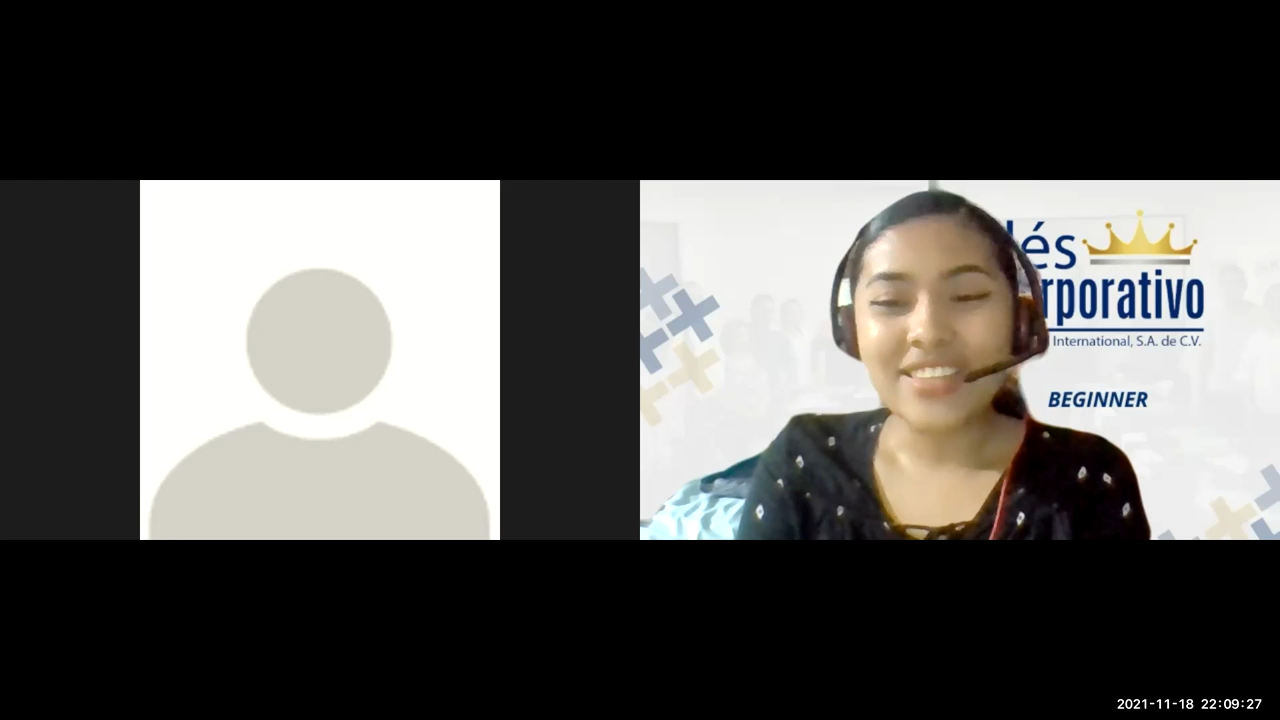 lés
rporativo
International, S.A. de C.V.
BEGINNER
2021-11-18 22:09:27